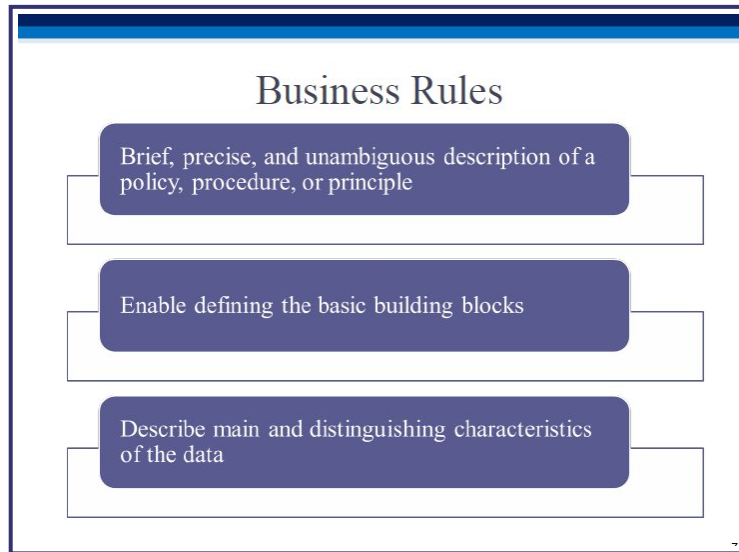 Business Rules
Brief, precise, and unambiguous description of a
policy, procedure, or principle
Enable defining the basic building blocks
Describe main and distinguishing characteristics
of the data